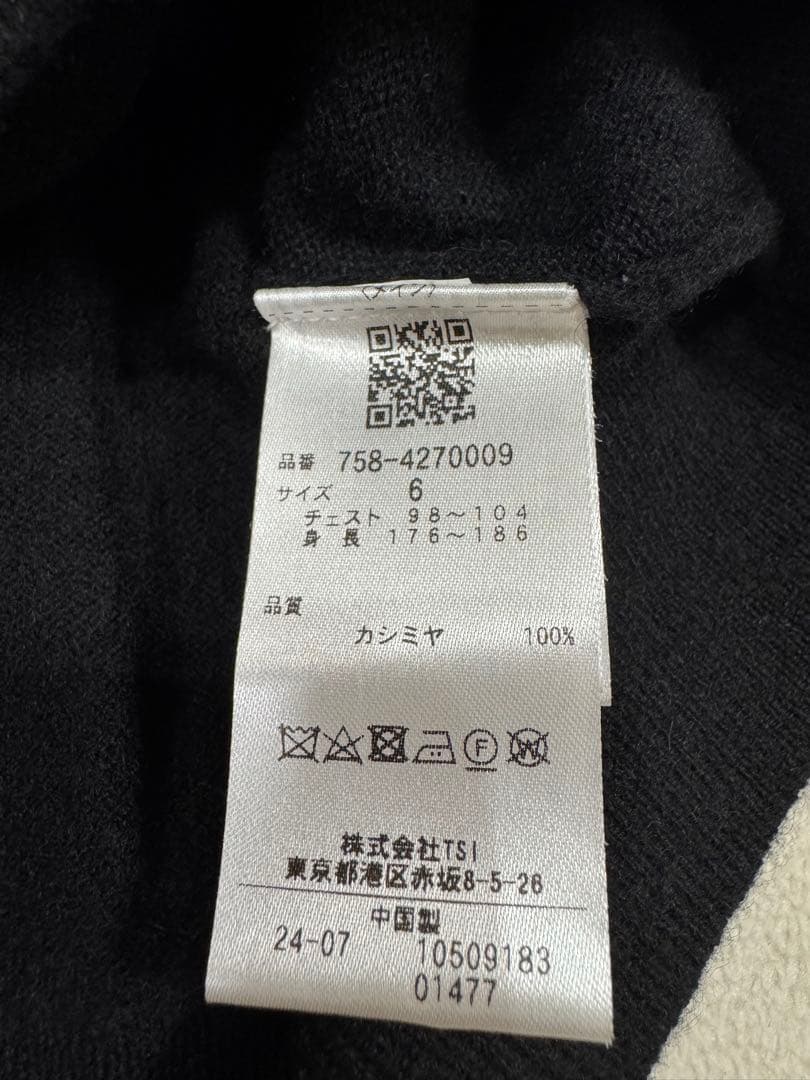 品番 758-4270009
サイズ 6
チェスト 98~104
身 長 176~186
品質
カシミヤ 100%
F W
株式会社TSI
東京都港区赤坂8-5-26
中国製
24-07 10509183
01477